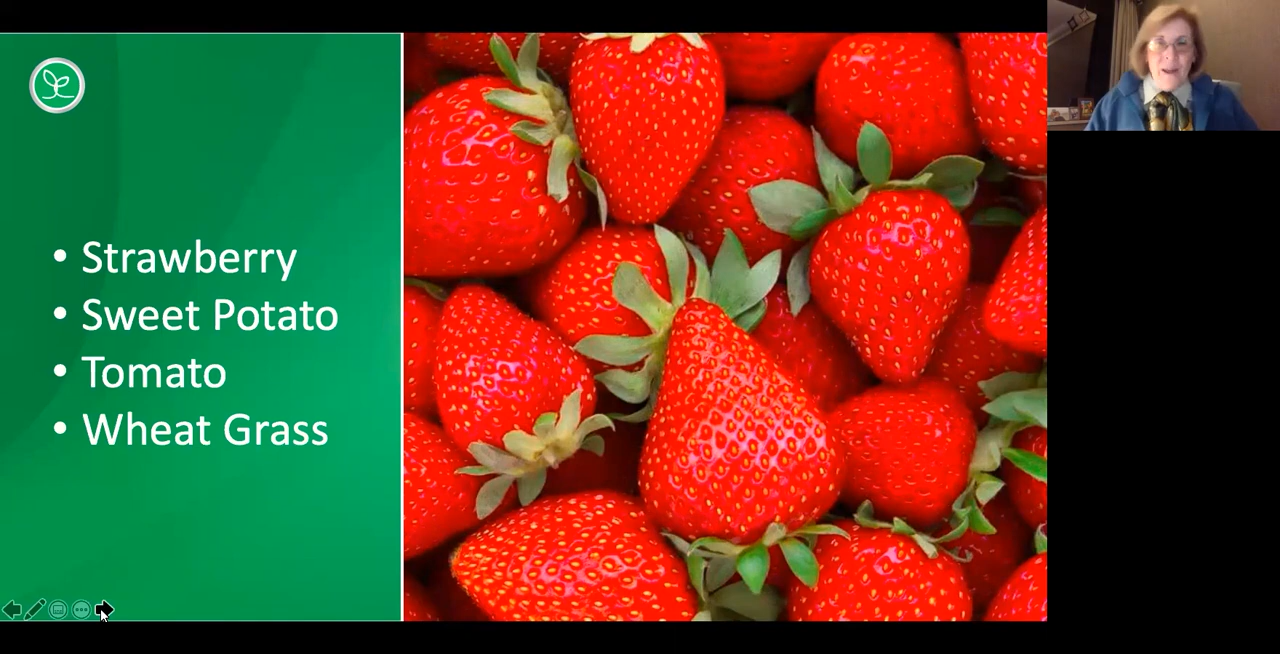 • Strawberry
• Sweet Potato
• Tomato
• Wheat Grass